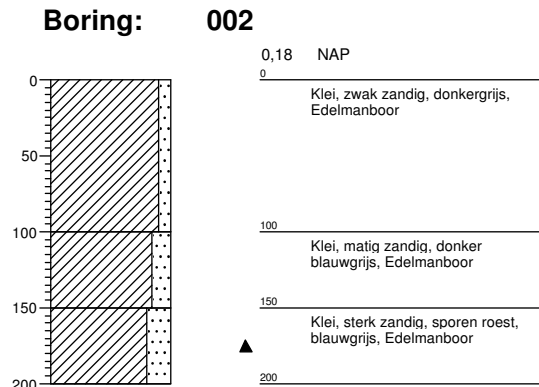 Boring: 002
0,18 NAP
0
0
Klei, zwak zandig, donkergrijs,
Edelmanboor
50
100
100
Klei, matig zandig, donker
blauwgrijs, Edelmanboor
150
150
Klei, sterk zandig, sporen roest,
blauwgrijs, Edelmanboor
200
200